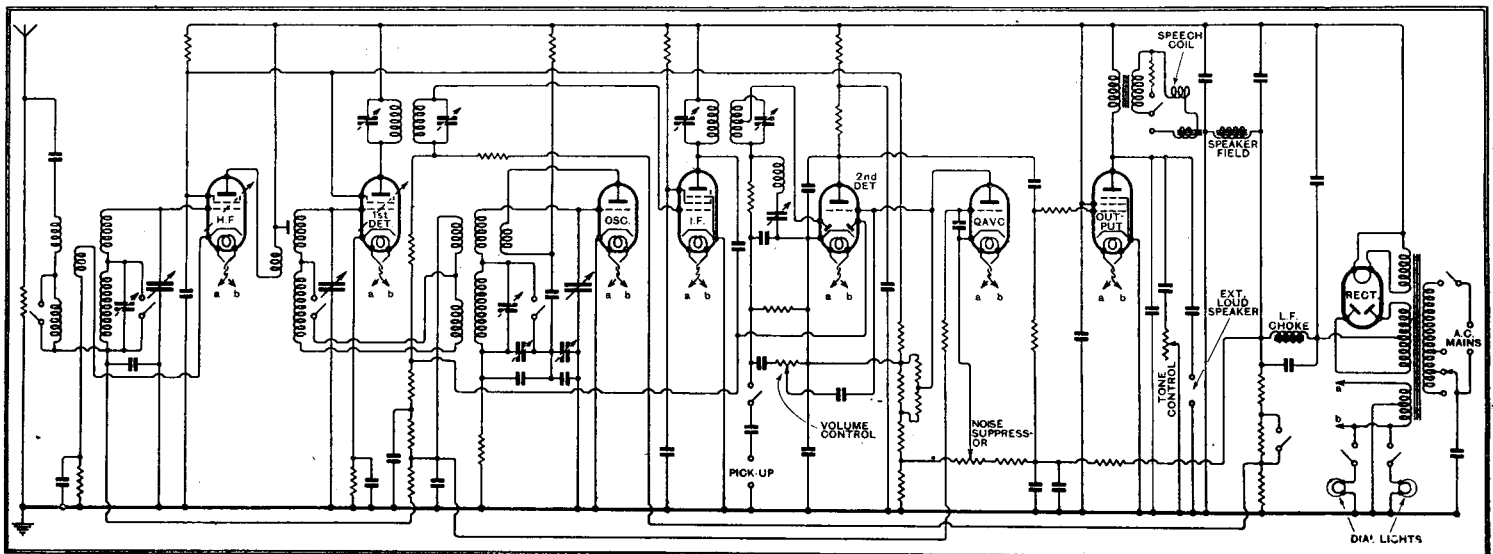 SPEECH
COIL
SPEAKER
FIELD
H.F.
1st
DET
OSC.
I.F.
2nd
DET
QAVC
OUT-
PUT
RECT.
a b
a b
a b
a b
a b
a b
a b
EXT.
LOUD
SPEAKER
L.F.
CHOKE
A.C.
MAINS
TONE
CONTROL
VOLUME
CONTROL
NOISE
SUPPRESS-
OR
PICK-UP
a
b
DIAL LIGHTS